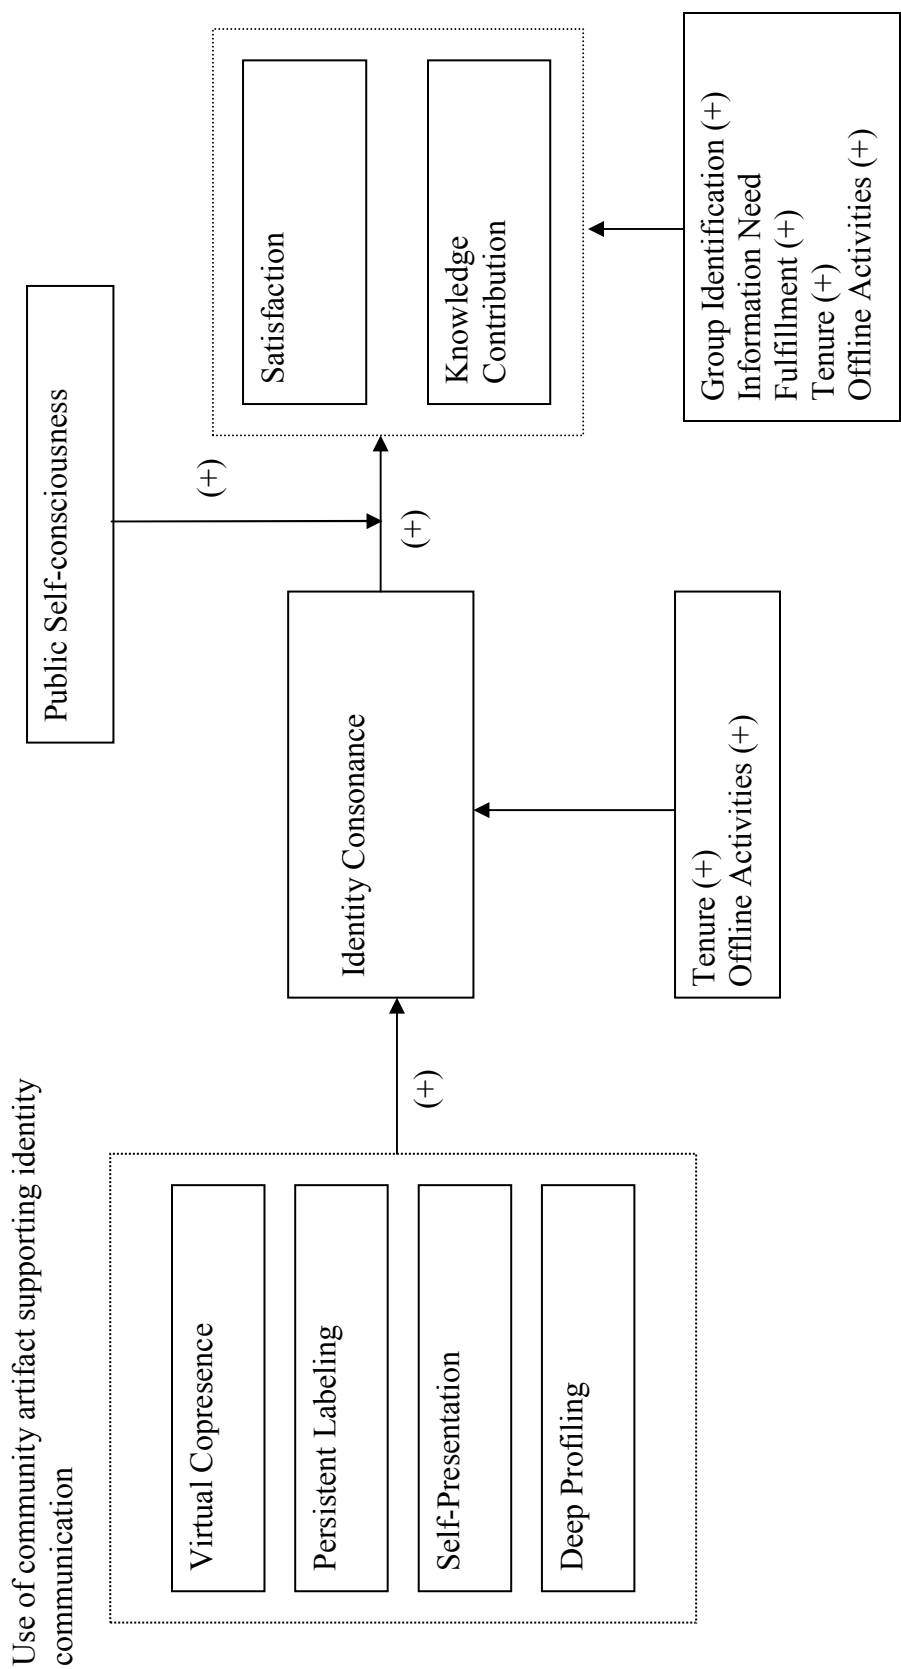 Use of community artifact supporting identity
communication
Virtual Copresence
Persistent Labeling
Self-Presentation
Deep Profiling
(+)
Identity Consonance
Tenure (+)
Offline Activities (+)
Public Self-consciousness
(+)
(+)
Satisfaction
Knowledge
Contribution
Group Identification (+)
Information Need
Fulfillment (+)
Tenure (+)
Offline Activities (+)